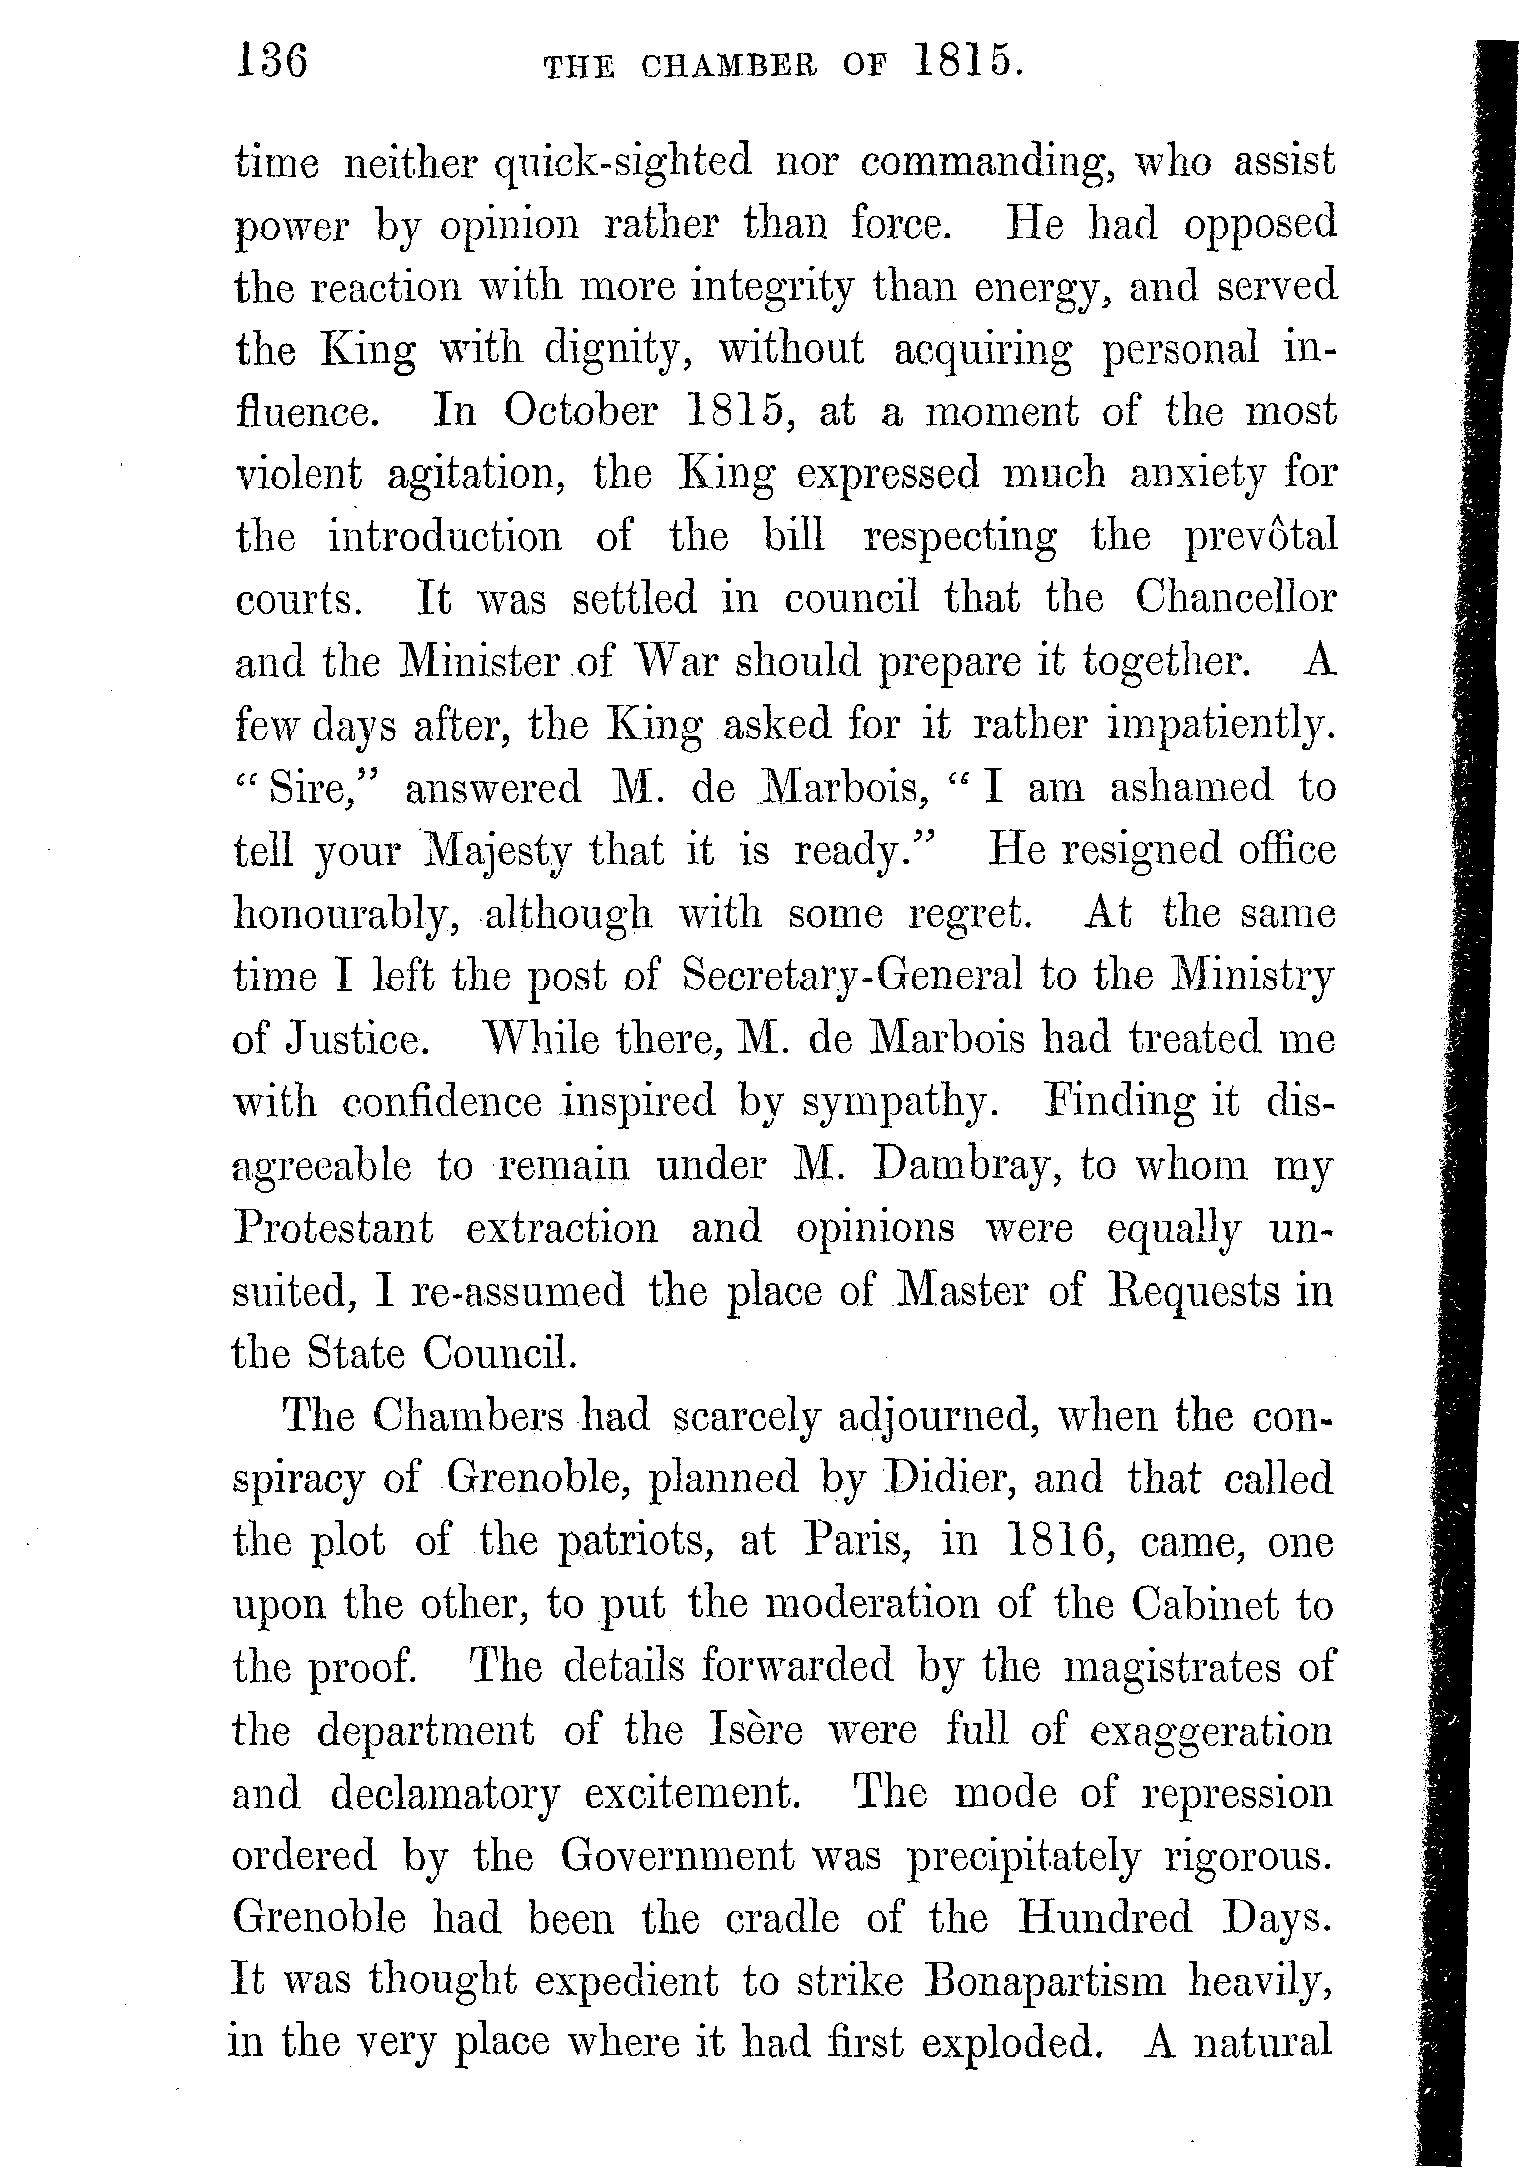 136 THE CHAMBER OF 1815.
time neither quick-sighted nor commanding, who assist
power by opinion rather than force. He had opposed
the reaction with more integrity than energy, and served
the King with dignity, without acquiring personal in-
fluence. In October 1815, at a moment of the most
violent agitation, the King expressed much anxiety for
the introduction of the bill respecting the prevôtal
courts. It was settled in council that the Chancellor
and the Minister of War should prepare it together. A
few days after, the King asked for it rather impatiently.
“Sire,” answered M. de Marbois, “I am ashamed to
tell your Majesty that it is ready.” He resigned office
honourably, although with some regret. At the same
time I left the post of Secretary-General to the Ministry
of Justice. While there, M. de Marbois had treated me
with confidence inspired by sympathy. Finding it dis-
agreeable to remain under M. Dambray, to whom my
Protestant extraction and opinions were equally un-
suited, I re-assumed the place of Master of Requests in
the State Council.
The Chambers had scarcely adjourned, when the con-
spiracy of Grenoble, planned by Didier, and that called
the plot of the patriots, at Paris, in 1816, came, one
upon the other, to put the moderation of the Cabinet to
the proof. The details forwarded by the magistrates of
the department of the Isère were full of exaggeration
and declamatory excitement. The mode of repression
ordered by the Government was precipitately rigorous.
Grenoble had been the cradle of the Hundred Days.
It was thought expedient to strike Bonapartism heavily,
in the very place where it had first exploded. A natural